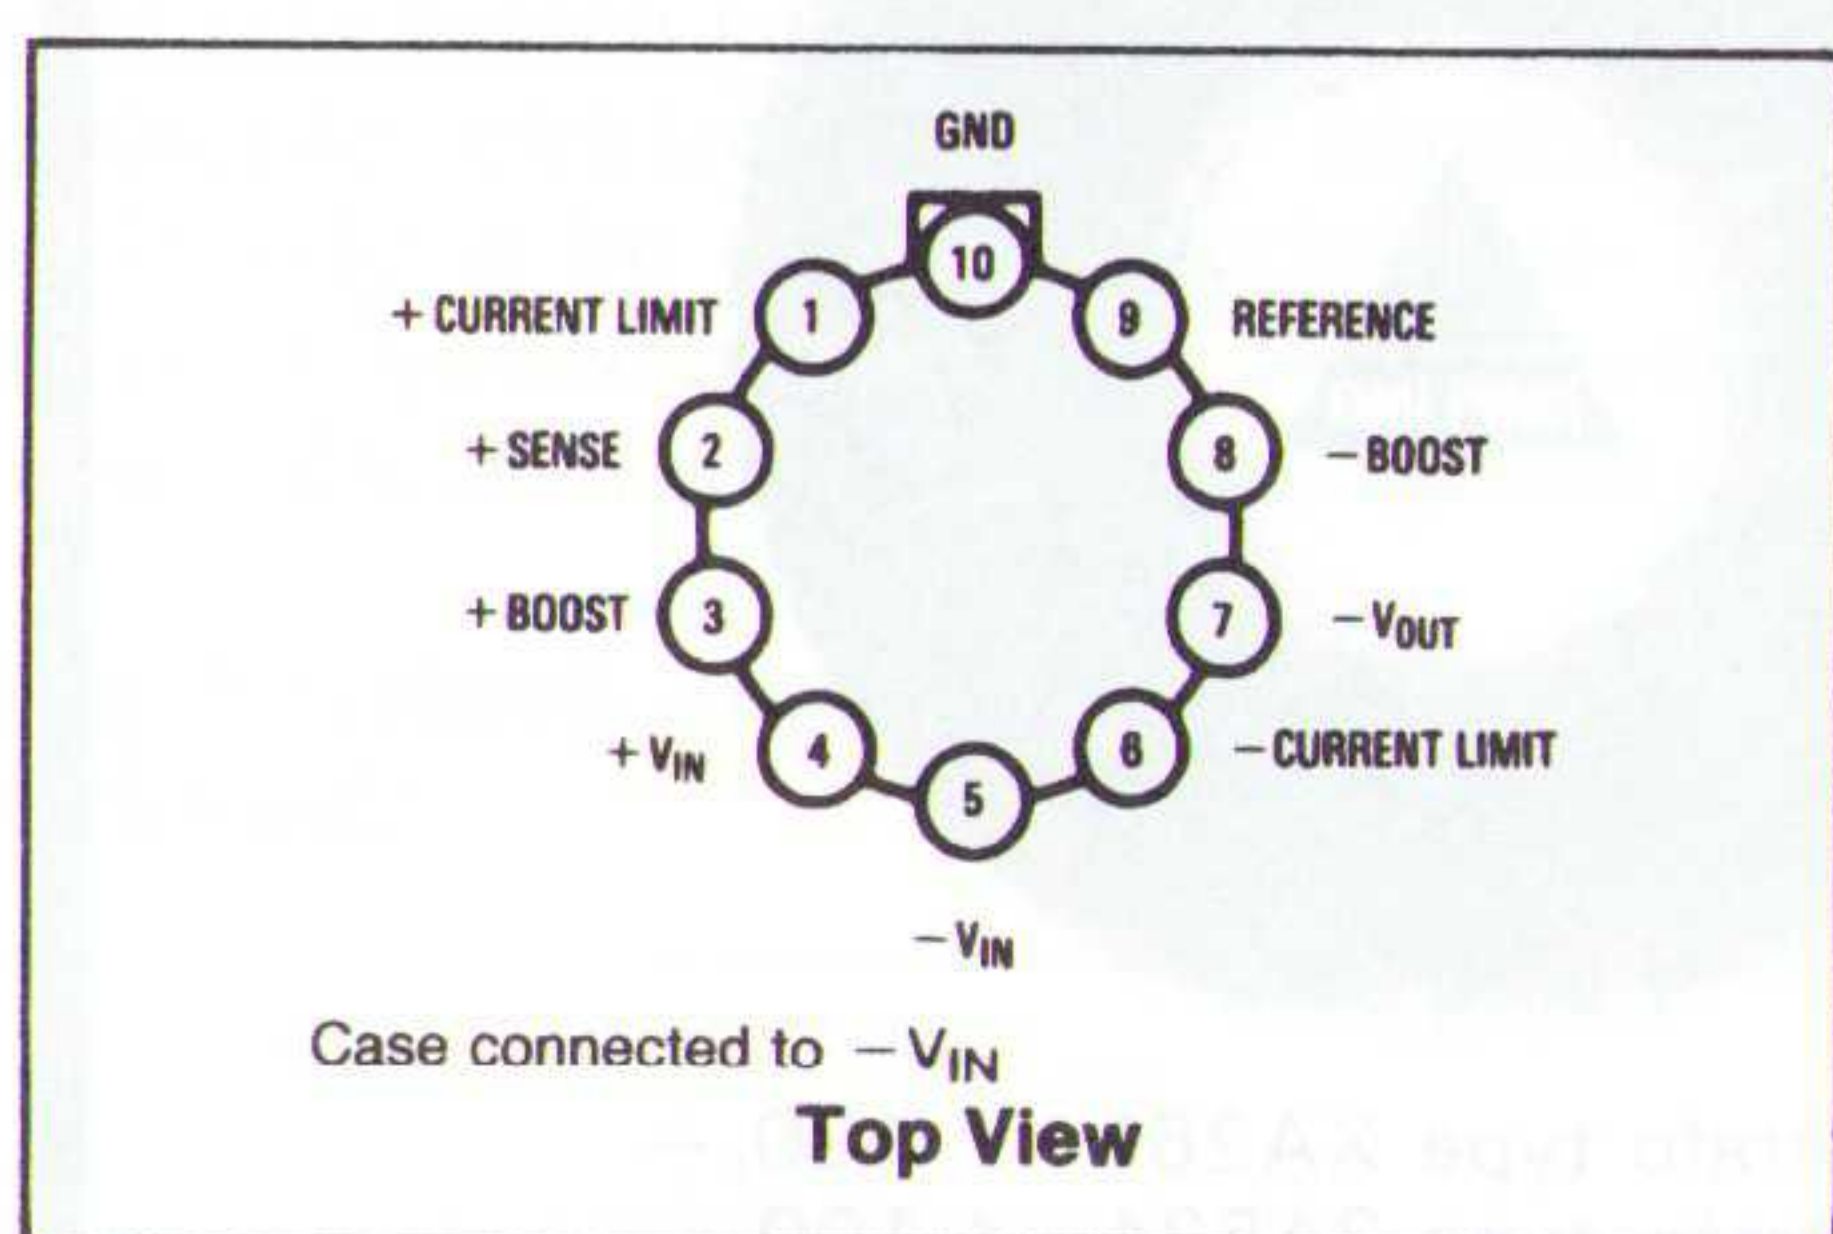 GND
10
+ CURRENT LIMIT 1 9 REFERENCE
+ SENSE 2 8 − BOOST
+ BOOST 3 7 − VOUT
+ VIN 4 6 − CURRENT LIMIT
5
− VIN
Case connected to − VIN
Top View